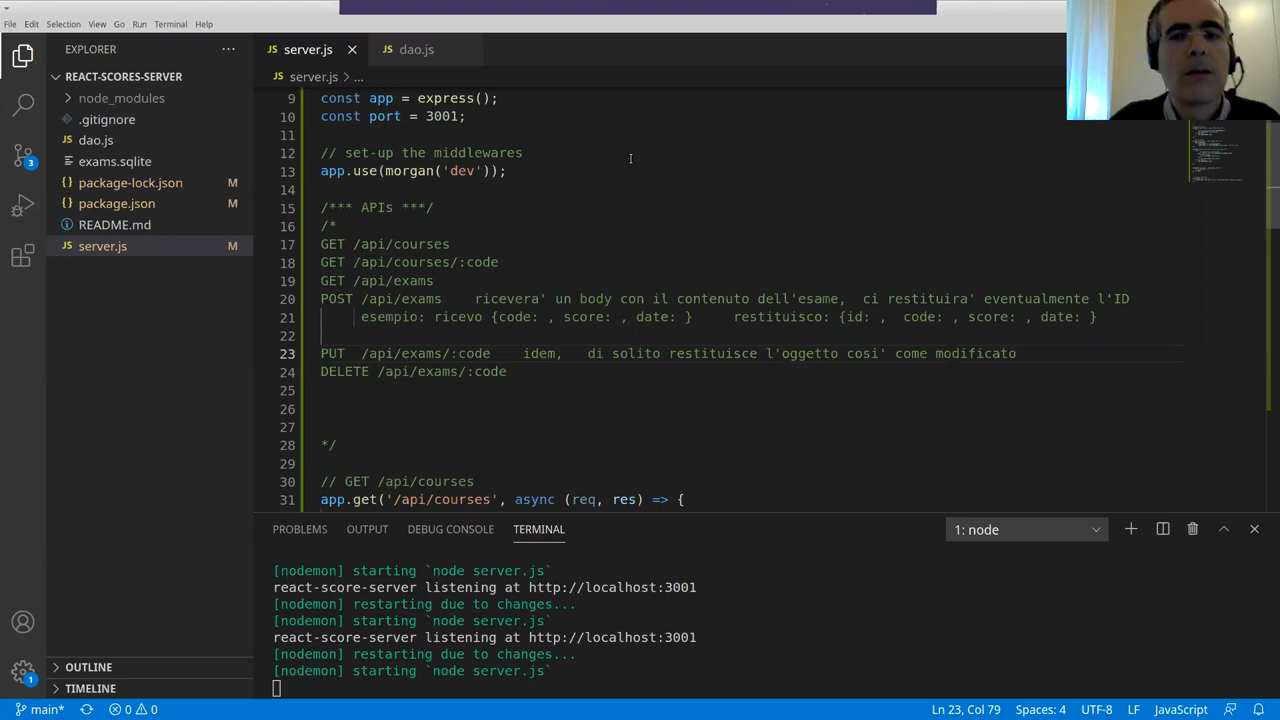 File Edit Selection View Go Run Terminal Help
EXPLORER
JS server.js
JS dao.js
REACT-SCORES-SERVER
JS server.js > ...
node_modules
.gitignore
JS dao.js
exams.sqlite
{} package-lock.json M
{} package.json M
README.md
JS server.js M
3
1
OUTLINE
TIMELINE
9 const app = express();
10 const port = 3001;
11
12 // set-up the middlewares
13 app.use(morgan('dev'));
14
15 /*** APIs ***/
16 /*
17 GET /api/courses
18 GET /api/courses/:code
19 GET /api/exams
20 POST /api/exams ricevera' un body con il contenuto dell'esame, ci restituira' eventualmente l'ID
21 esempio: ricevo {code: , score: , date: } restituisco: {id: , code: , score: , date: }
22
23 PUT /api/exams/:code idem, di solito restituisce l'oggetto cosi' come modificato
24 DELETE /api/exams/:code
25
26
27
28 */
29
30 // GET /api/courses
31 app.get('/api/courses', async (req, res) => {
PROBLEMS OUTPUT DEBUG CONSOLE TERMINAL 1: node
[nodemon] starting `node server.js`
react-score-server listening at http://localhost:3001
[nodemon] restarting due to changes...
[nodemon] starting `node server.js`
react-score-server listening at http://localhost:3001
[nodemon] restarting due to changes...
[nodemon] starting `node server.js`
main* 0 0 Ln 23, Col 79 Spaces: 4 UTF-8 LF JavaScript